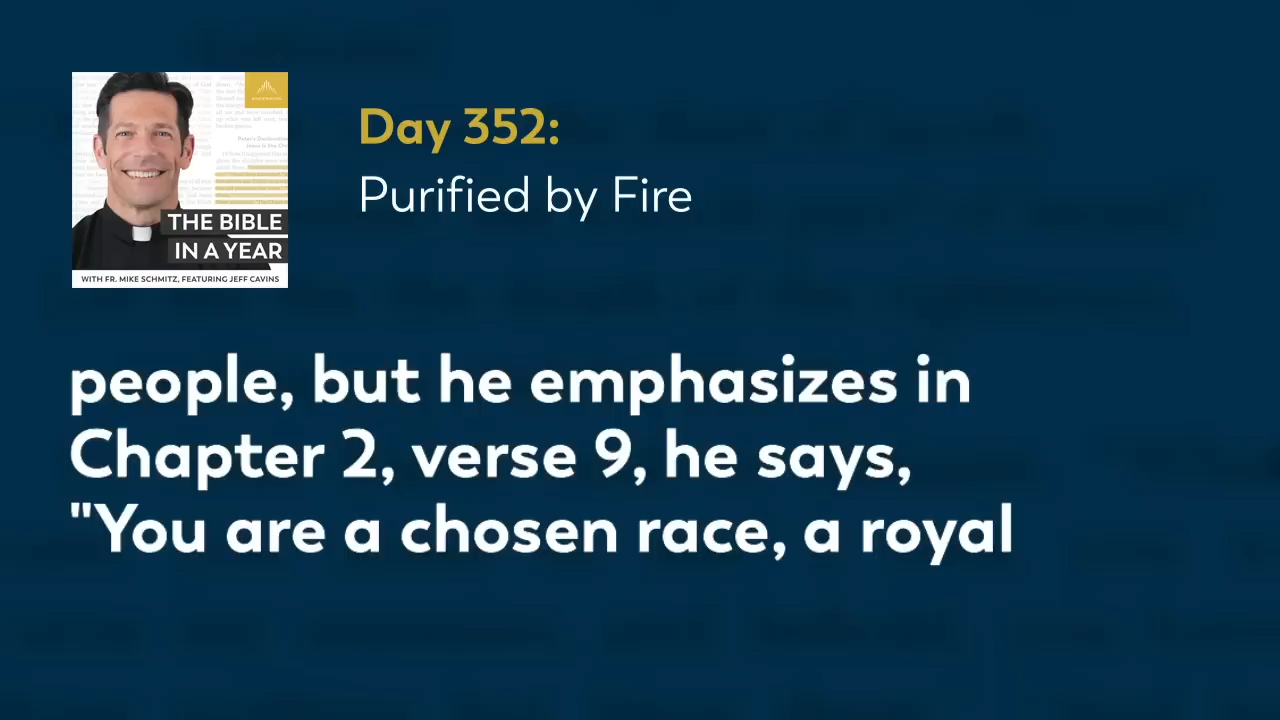 Day 352:
Purified by Fire
THE BIBLE
IN A YEAR
WITH FR. MIKE SCHMITZ, FEATURING JEFF CAVINS
people, but he emphasizes in
Chapter 2, verse 9, he says,
"You are a chosen race, a royal